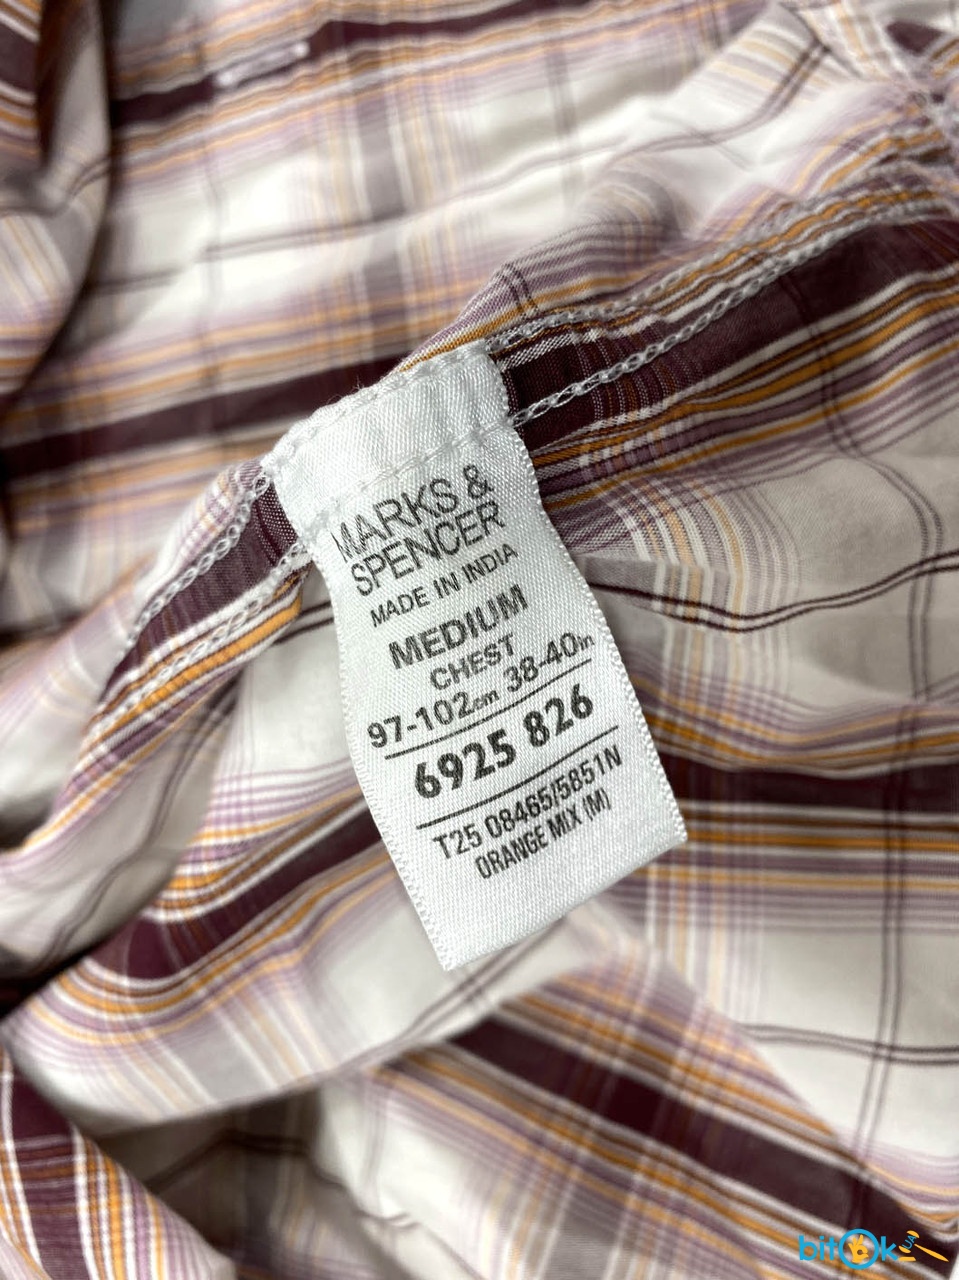 MARKS &
SPENCER
MADE IN INDIA
MEDIUM
CHEST
97-102cm 38-40in
6925 826
T25 08465/5851N
ORANGE MIX (M)
bitOk UA